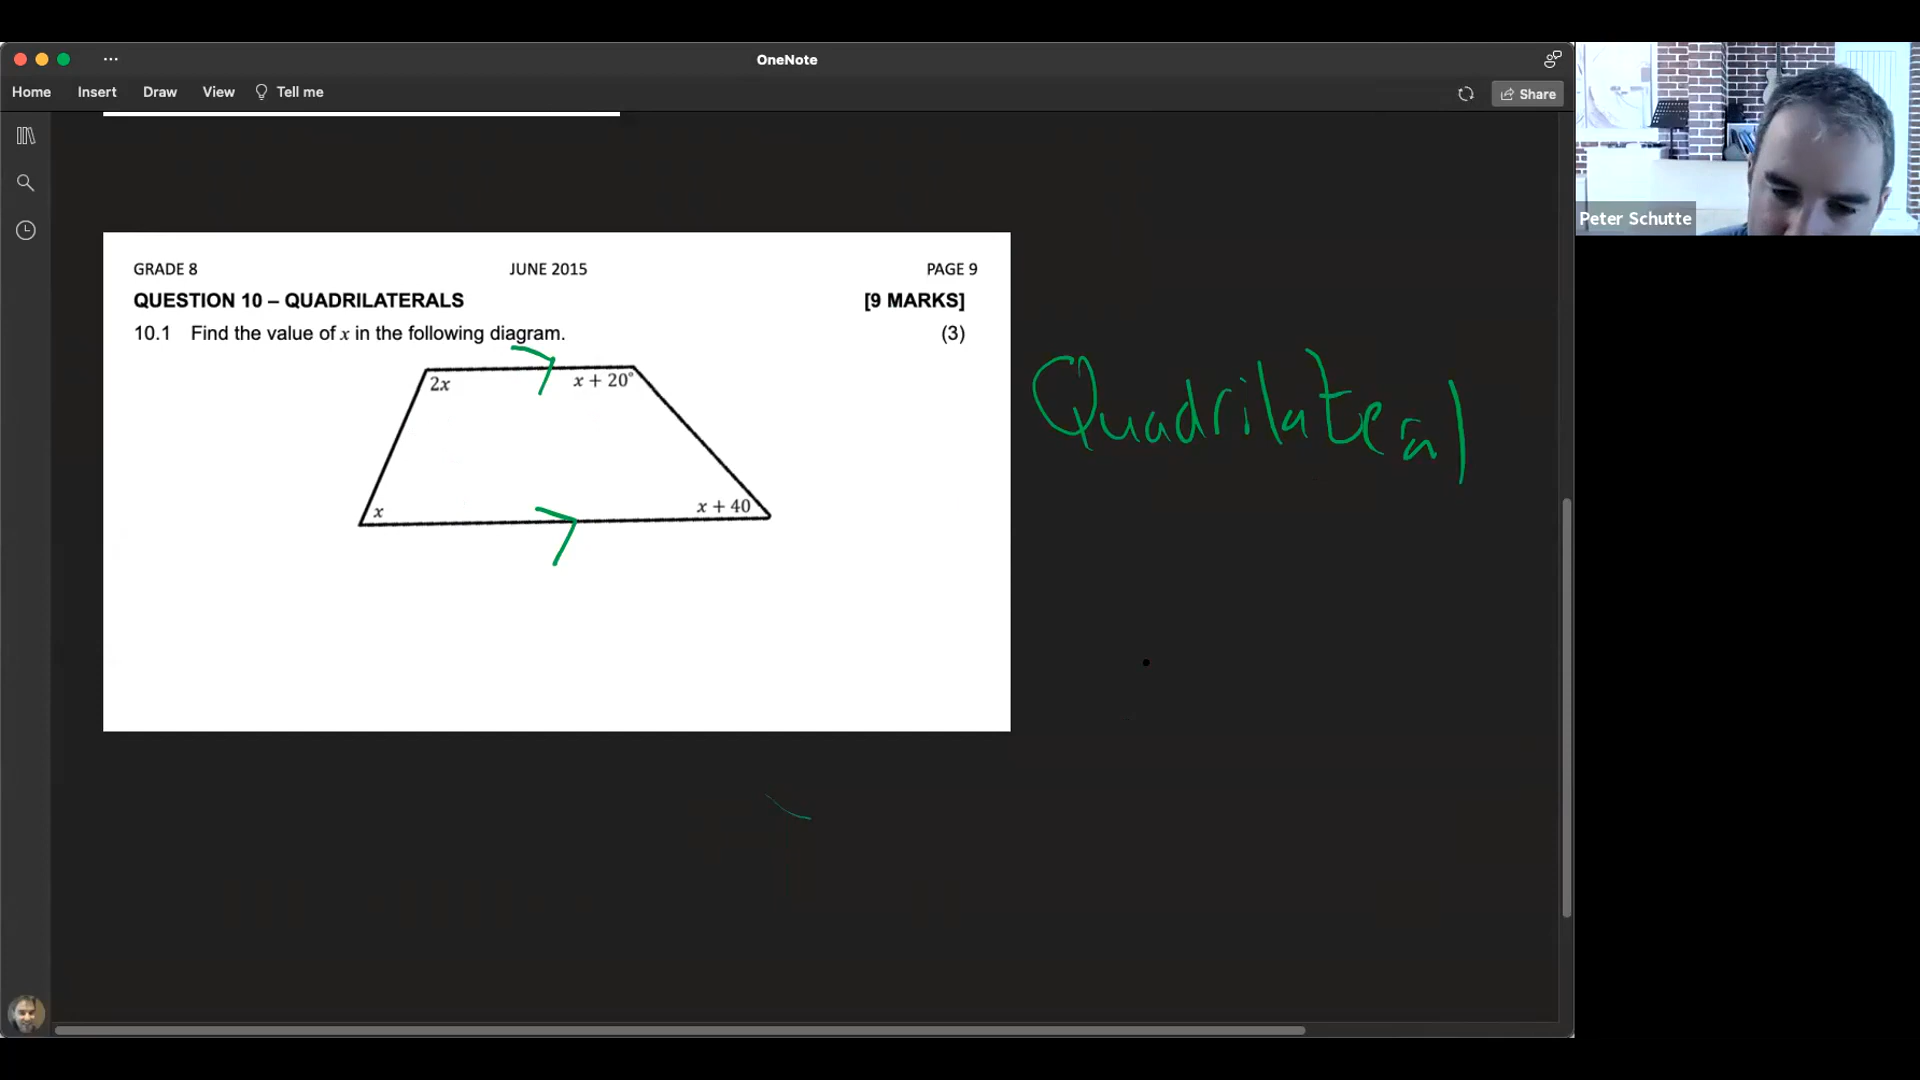 OneNote
Home Insert Draw View Tell me Share
GRADE 8 JUNE 2015 PAGE 9
QUESTION 10 – QUADRILATERALS [9 MARKS]
10.1 Find the value of x in the following diagram. (3)
2x x + 20°
x x + 40
Quadrilateral
Peter Schutte